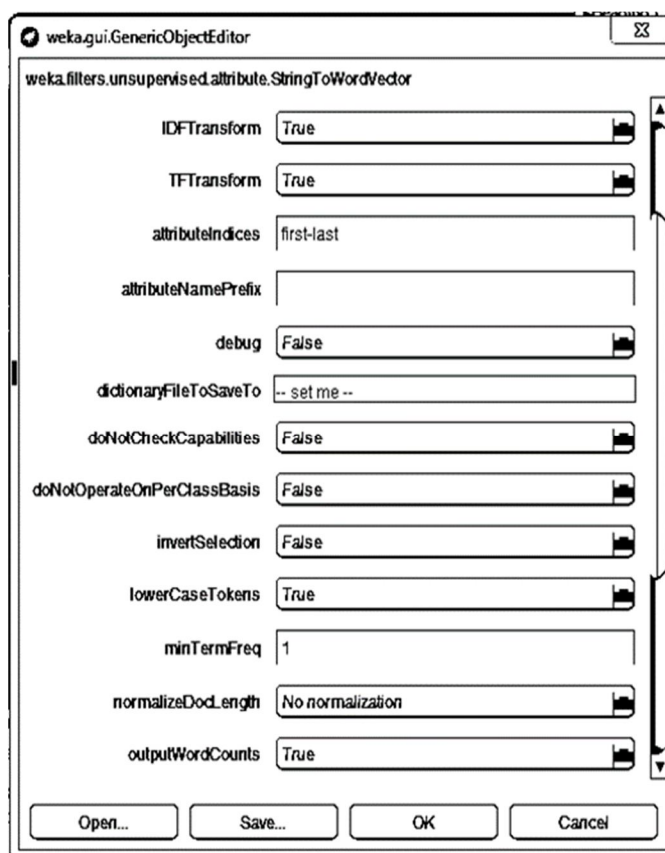 weka.gui.GenericObjectEditor
weka.filters.unsupervised.attribute.StringToWordVector
IDFTransform True
TFTransform True
attributeIndices first-last
attributeNamePrefix
debug False
dictionaryFileToSaveTo -- set me --
doNotCheckCapabilities False
doNotOperateOnPerClassBasis False
invertSelection False
lowerCaseTokens True
minTermFreq 1
normalizeDocLength No normalization
outputWordCounts True
Open... Save... OK Cancel